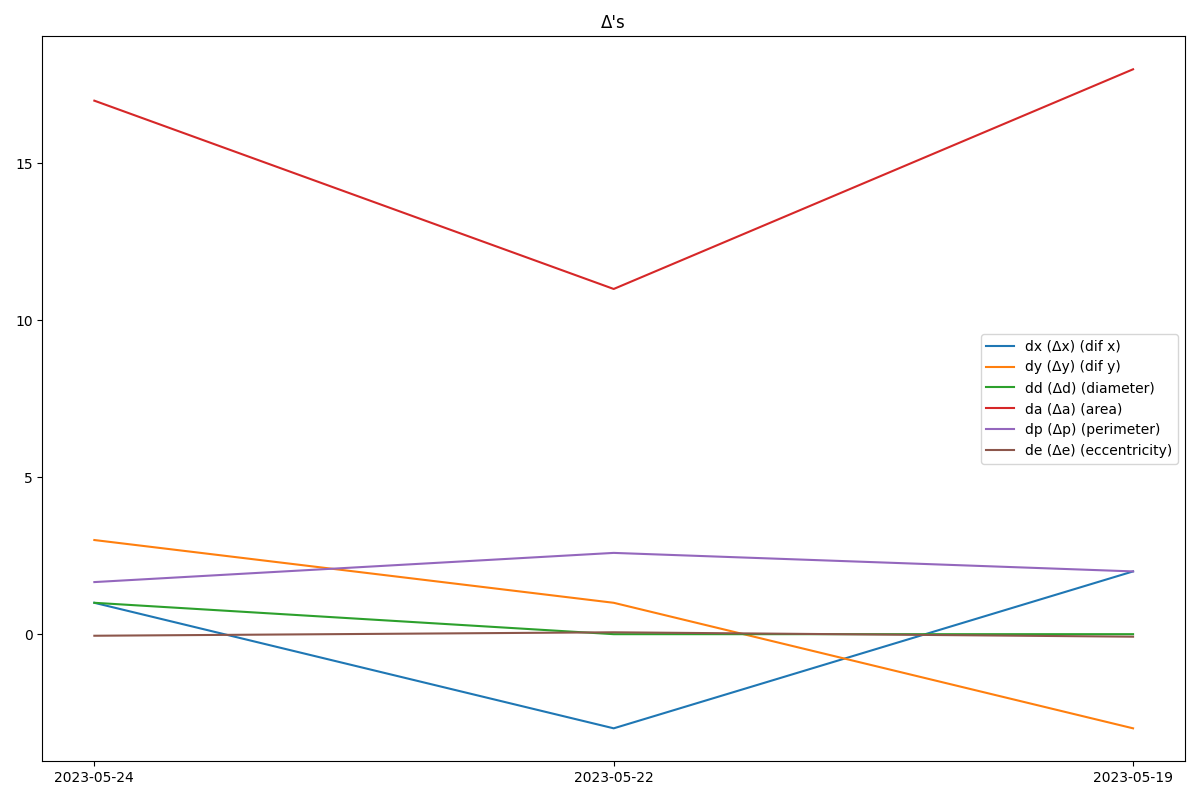 Δ's
15
10
5
0
dx (Δx) (dif x)
dy (Δy) (dif y)
dd (Δd) (diameter)
da (Δa) (area)
dp (Δp) (perimeter)
de (Δe) (eccentricity)
2023-05-24
2023-05-22
2023-05-19